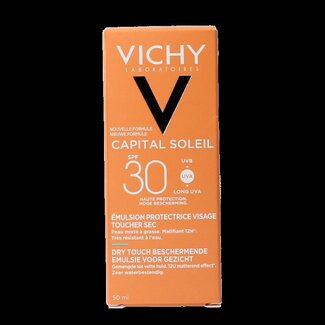 VICHY
LABORATOIRES
NOUVELLE FORMULE
NIEUWE FORMULE
CAPITAL SOLEIL
SPF
30
UVB
+
UVA
+
LONG UVA
HAUTE PROTECTION.
HOGE BESCHERMING.
ÉMULSION PROTECTRICE VISAGE
TOUCHER SEC
Peau mixte à grasse. Matifiant 12H*.
Très résistant à l'eau.
DRY TOUCH BESCHERMENDE
EMULSIE VOOR GEZICHT
Gemengde tot vette huid. 12U matterend effect*.
Zeer waterbestendig.
50 ml